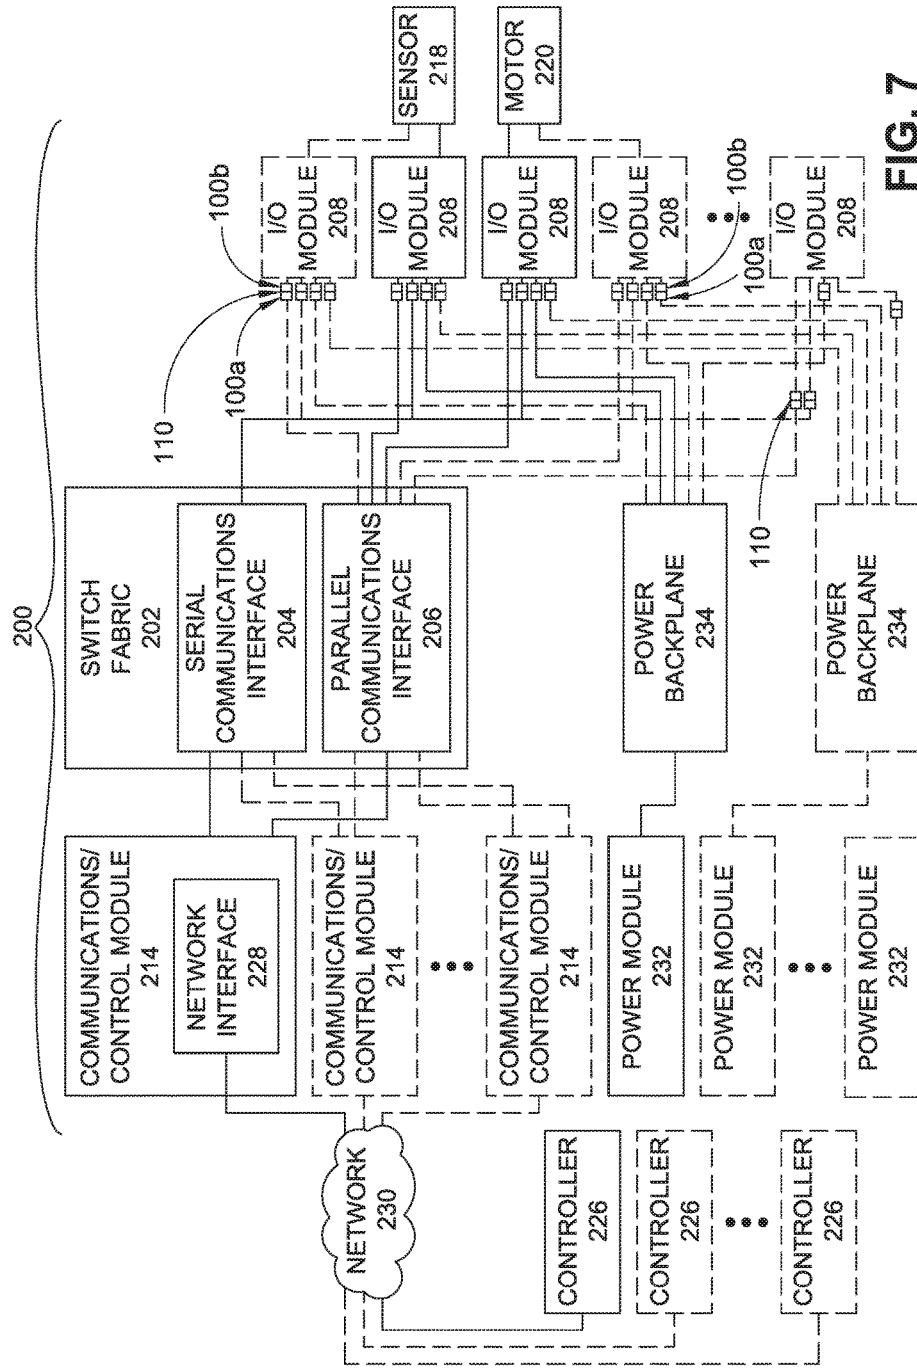 200
SWITCH
FABRIC
202
SERIAL
COMMUNICATIONS
INTERFACE
204
PARALLEL
COMMUNICATIONS
INTERFACE
206
COMMUNICATIONS/
CONTROL MODULE
214
NETWORK
INTERFACE
228
COMMUNICATIONS/
CONTROL MODULE
214
COMMUNICATIONS/
CONTROL MODULE
214
NETWORK
230
CONTROLLER
226
CONTROLLER
226
CONTROLLER
226
POWER MODULE
232
POWER MODULE
232
POWER MODULE
232
POWER
BACKPLANE
234
POWER
BACKPLANE
234
110
100a
100b
I/O
MODULE
208
I/O
MODULE
208
I/O
MODULE
208
I/O
MODULE
208
I/O
MODULE
208
SENSOR
218
MOTOR
220
100b
100a
110
FIG. 7